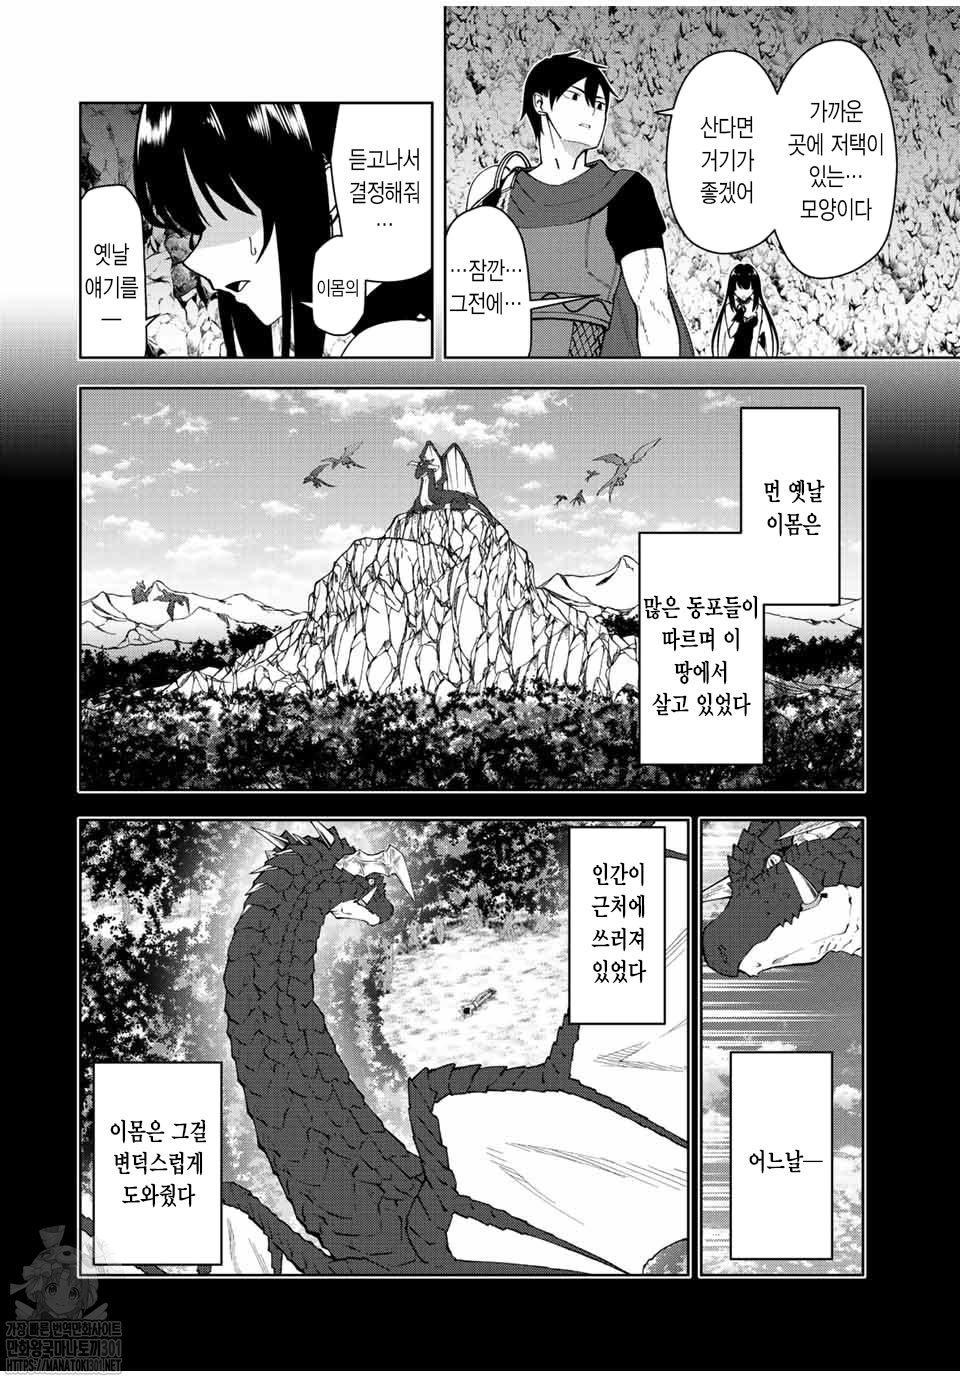 가까운
곳에 저택이
있는…
모양이다
산다면
거기가
좋겠어
…잠깐…
그전에…
듣고나서
결정해줘
…
이몸의
옛날
얘기를
―
먼 옛날
이몸은
많은 동포들이
따르며 이
땅에서
살고 있었다
어느날―
인간이
근처에
쓰러져
있었다
이몸은 그걸
변덕스럽게
도와줬다
가장 빠른 번역만화사이트
만화왕국마나토끼301
HTTPS://MANATOKI301.NET